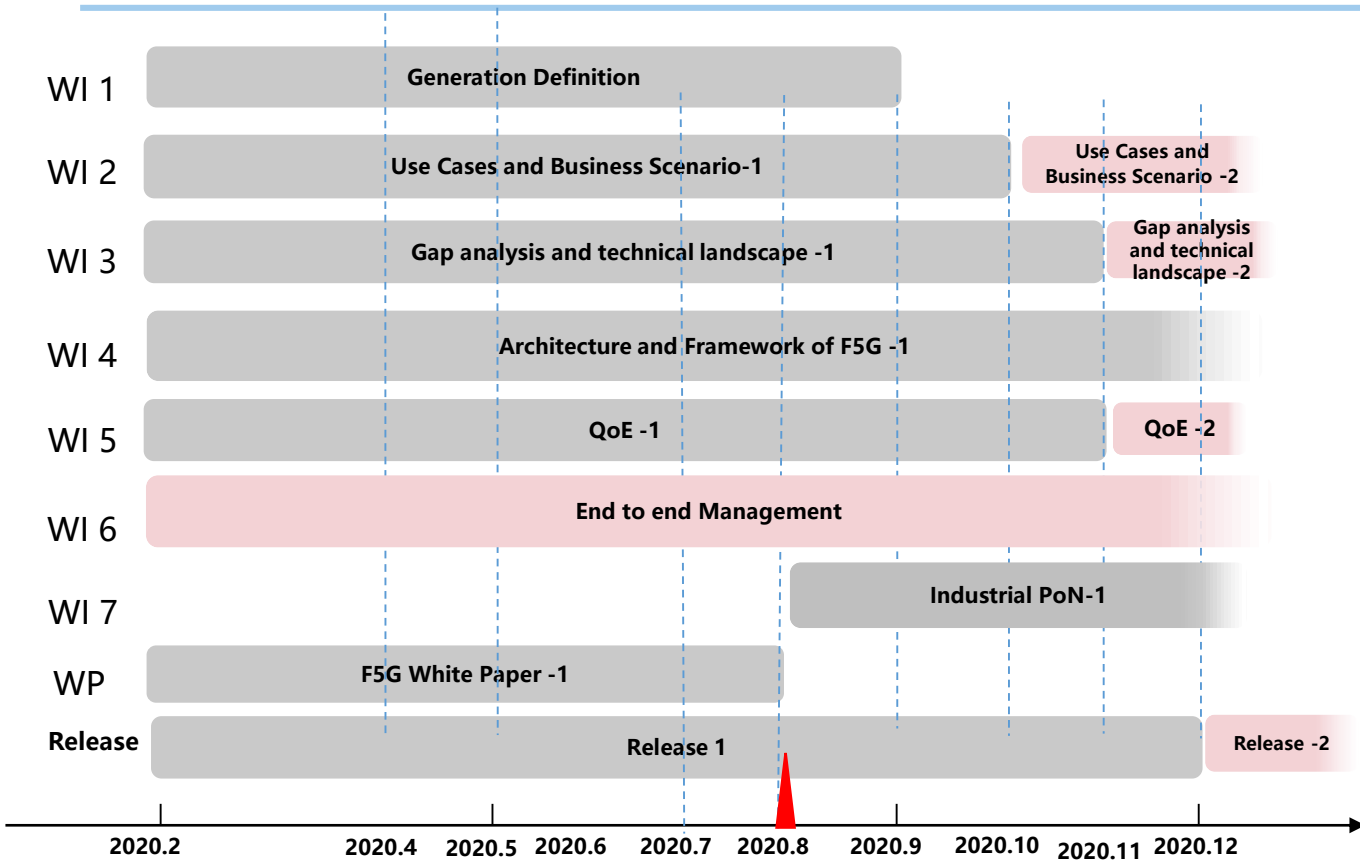 WI 1
Generation Definition
WI 2
Use Cases and Business Scenario-1
Use Cases and
Business Scenario -2
WI 3
Gap analysis and technical landscape -1
Gap analysis
and technical
landscape -2
WI 4
Architecture and Framework of F5G -1
WI 5
QoE -1
QoE -2
WI 6
End to end Management
WI 7
Industrial PoN-1
WP
F5G White Paper -1
Release
Release 1
Release -2
2020.2
2020.4
2020.5
2020.6
2020.7
2020.8
2020.9
2020.10
2020.11
2020.12